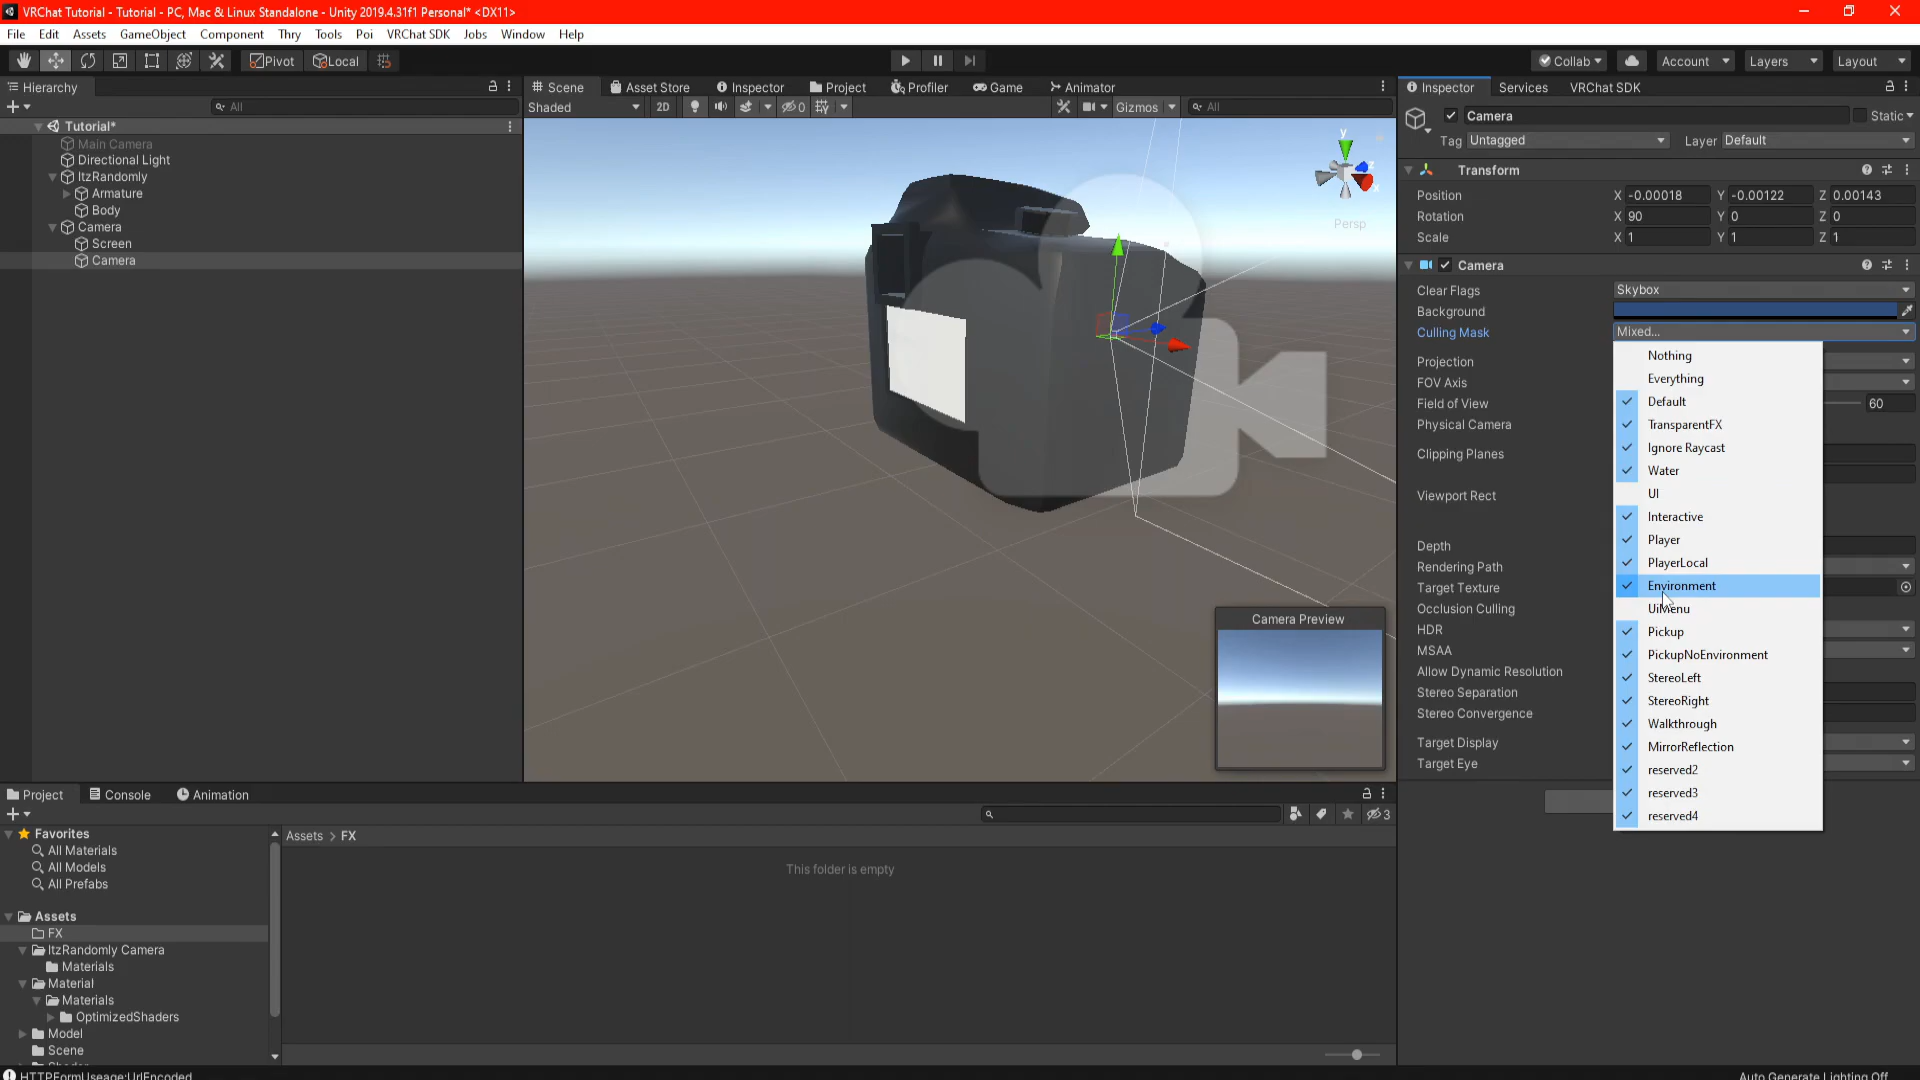 VRChat Tutorial - Tutorial - PC, Mac & Linux Standalone - Unity 2019.4.31f1 Personal* <DX11>
File Edit Assets GameObject Component Thry Tools Poi VRChat SDK Jobs Window Help
Pivot Local Collab Account Layers Layout
Hierarchy
All
Tutorial*
Main Camera
Directional Light
ItzRandomly
Armature
Body
Camera
Screen
Camera
Scene Asset Store Inspector Project Profiler Game Animator
Shaded 2D 0 Gizmos All
y
z
x
Persp
Camera Preview
Inspector Services VRChat SDK
Camera Static
Tag Untagged Layer Default
Transform
Position X -0.00018 Y -0.00122 Z 0.00143
Rotation X 90 Y 0 Z 0
Scale X 1 Y 1 Z 1
Camera
Clear Flags Skybox
Background
Culling Mask Mixed...
Projection
FOV Axis
Field of View 60
Physical Camera
Clipping Planes
Viewport Rect
Depth
Rendering Path
Target Texture
Occlusion Culling
HDR
MSAA
Allow Dynamic Resolution
Stereo Separation
Stereo Convergence
Target Display
Target Eye
Nothing
Everything
Default
TransparentFX
Ignore Raycast
Water
UI
Interactive
Player
PlayerLocal
Environment
UiMenu
Pickup
PickupNoEnvironment
StereoLeft
StereoRight
Walkthrough
MirrorReflection
reserved2
reserved3
reserved4
Project Console Animation
3
Favorites
All Materials
All Models
All Prefabs
Assets
FX
ItzRandomly Camera
Materials
Material
Materials
OptimizedShaders
Model
Scene
Assets > FX
This folder is empty
HTTPFormUseage:UrlEncoded
Auto Generate Lighting Off